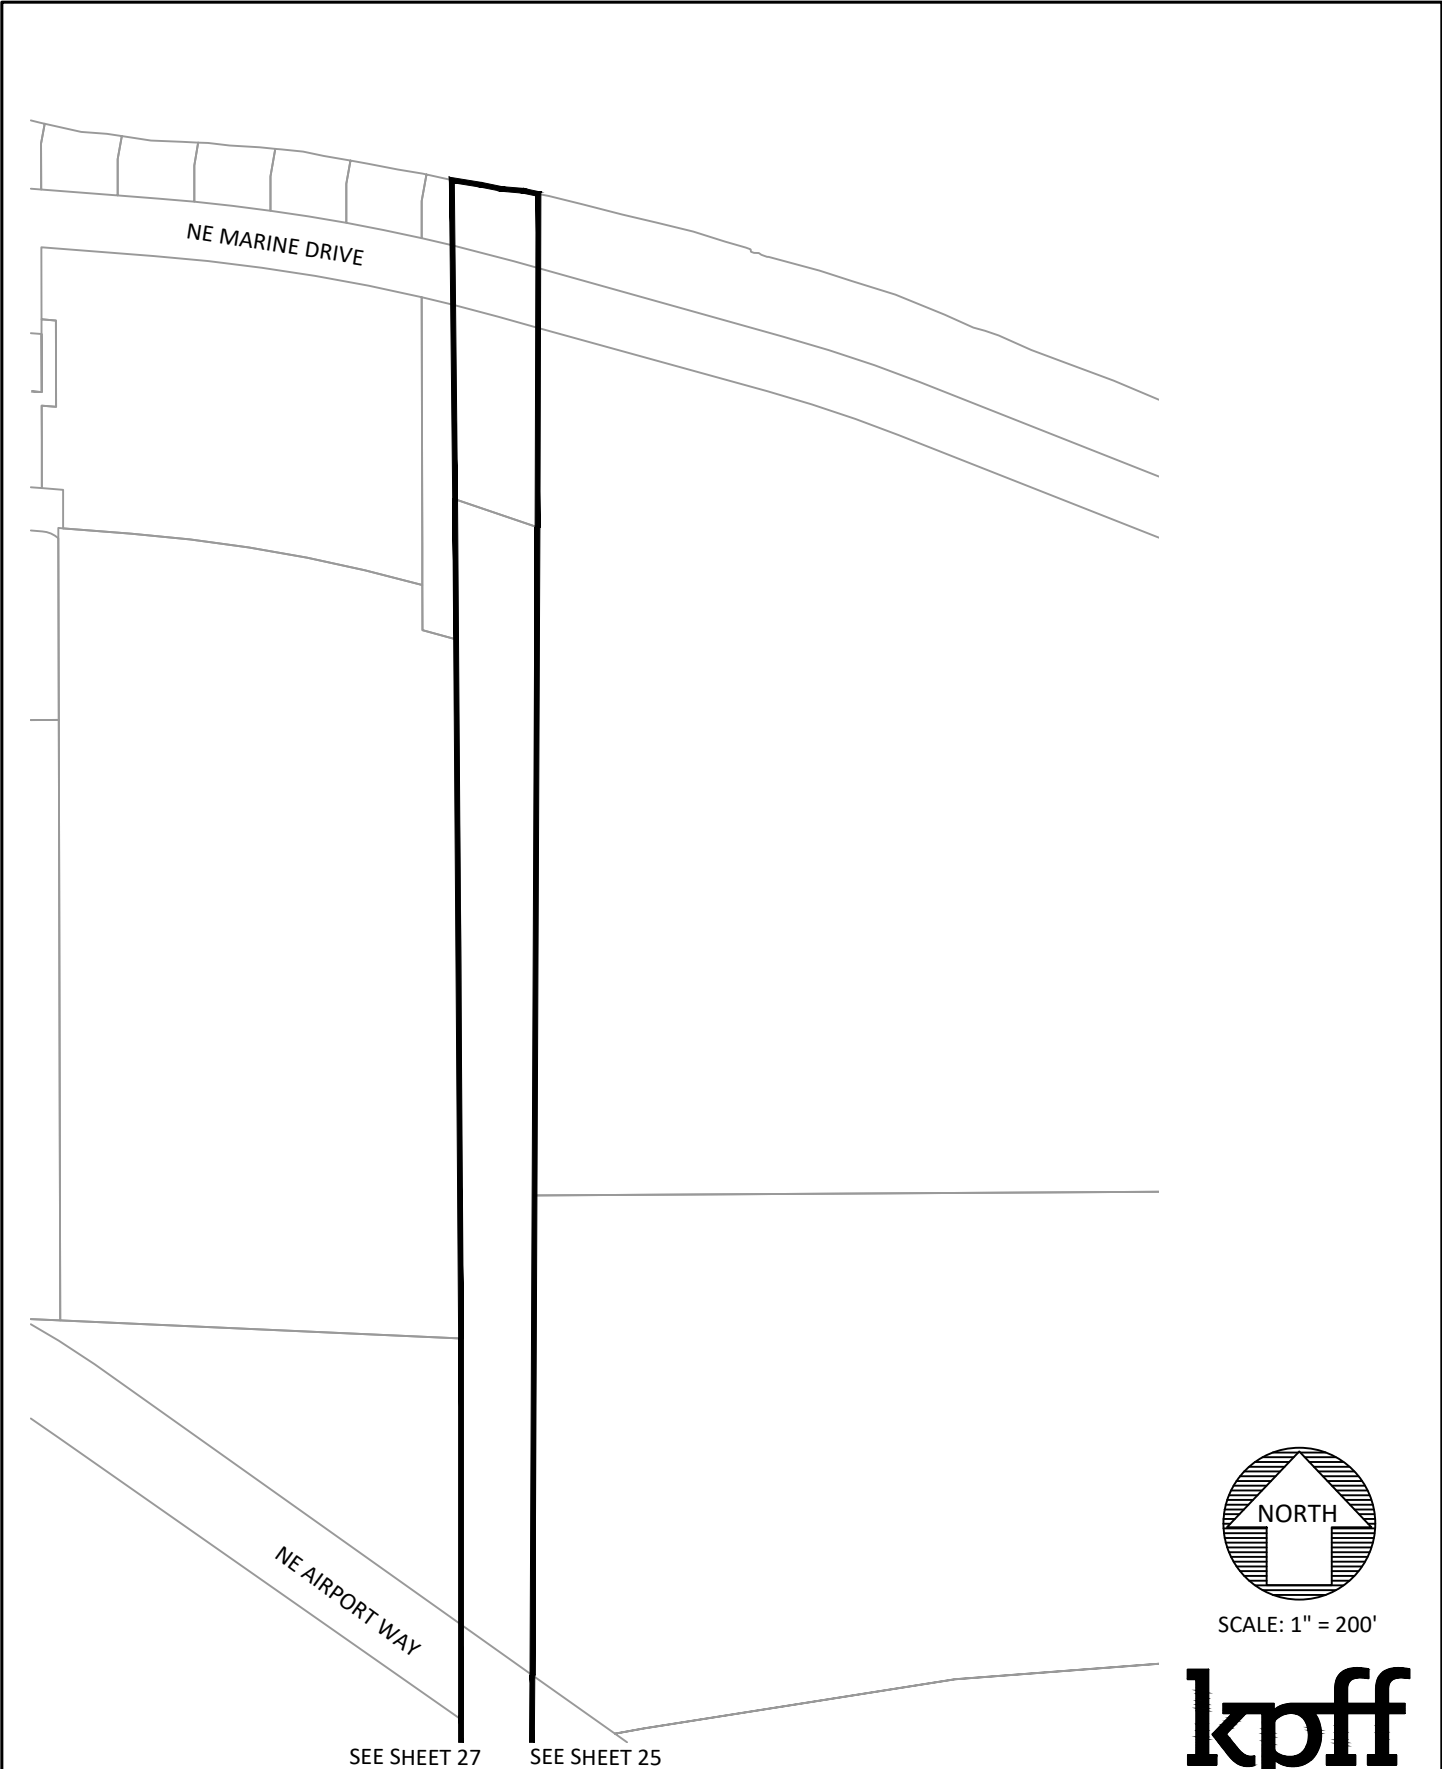 NE MARINE DRIVE
NORTH
NE AIRPORT WAY
SCALE: 1" = 200'
kpff
SEE SHEET 27
SEE SHEET 25